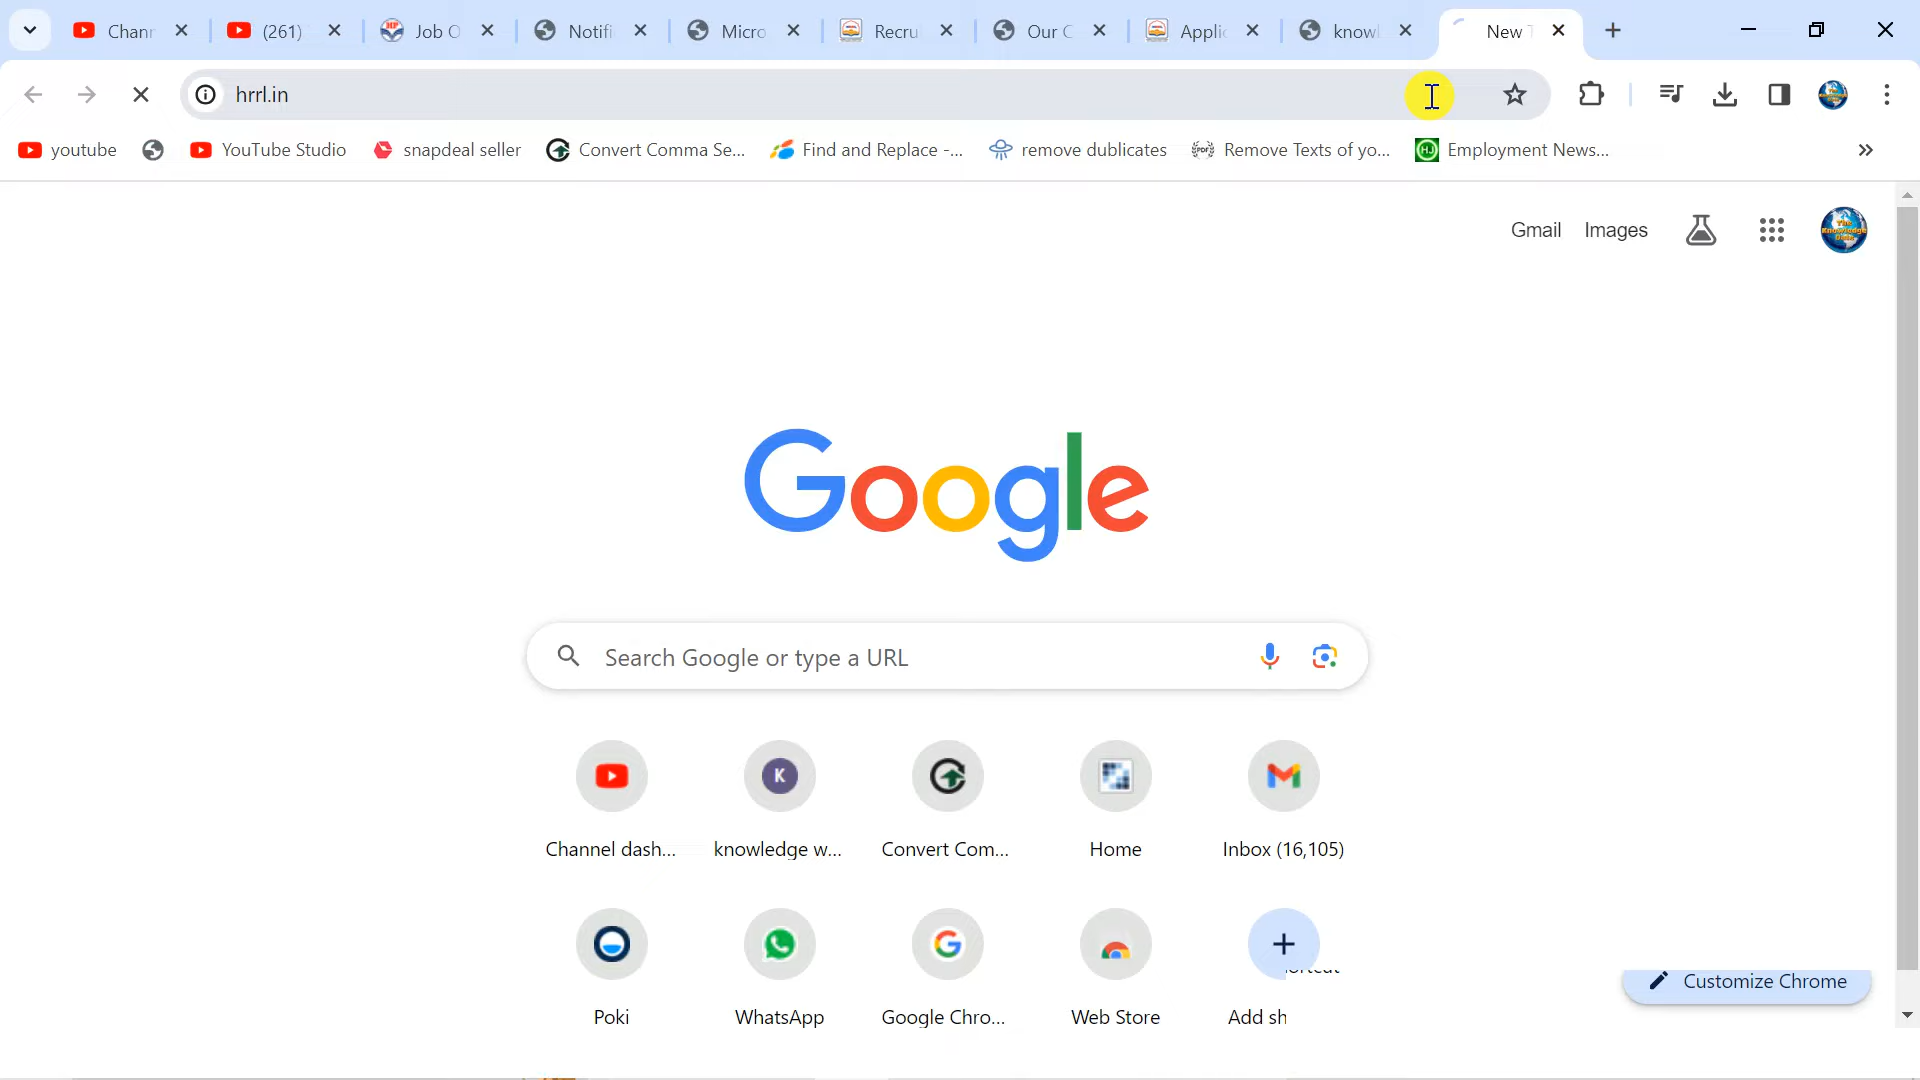 Chann
(261)
Job O
Notifi
Micro
Recru
Our C
Applic
knowl
New T
hrrl.in
youtube
YouTube Studio
snapdeal seller
Convert Comma Se...
Find and Replace -...
remove dublicates
Remove Texts of yo...
Employment News...
Gmail
Images
Google
Search Google or type a URL
Channel dash...
knowledge w...
Convert Com...
Home
Inbox (16,105)
K
Poki
WhatsApp
Google Chro...
Web Store
Add sh
Customize Chrome